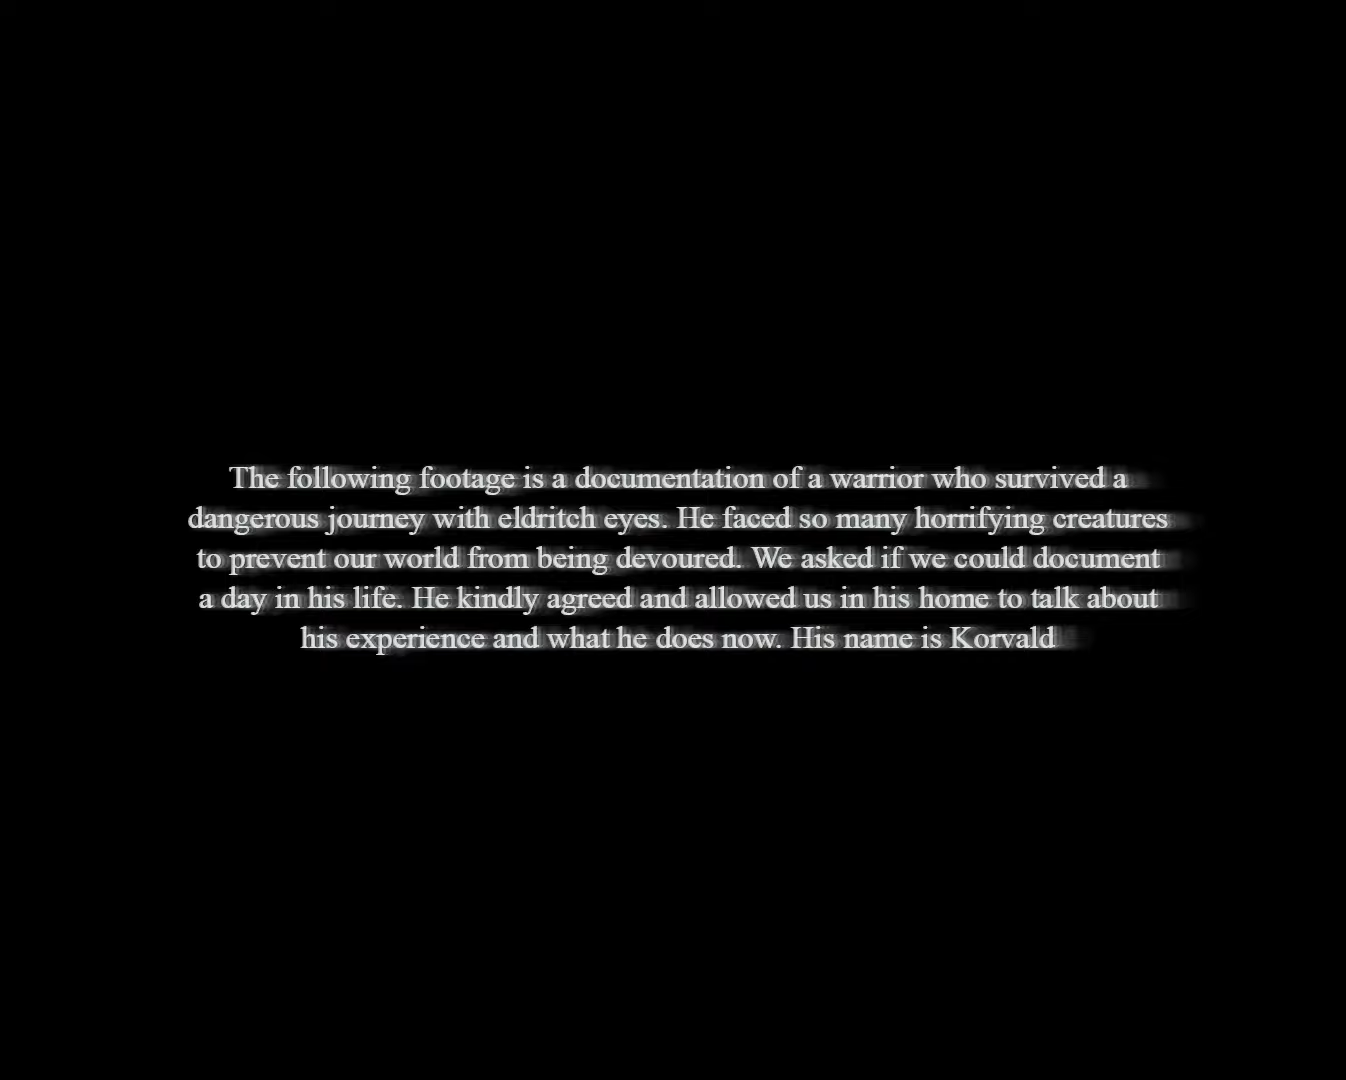 The following footage is a documentation of a warrior who survived a
dangerous journey with eldritch eyes. He faced so many horrifying creatures
to prevent our world from being devoured. We asked if we could document
a day in his life. He kindly agreed and allowed us in his home to talk about
his experience and what he does now. His name is Korvald